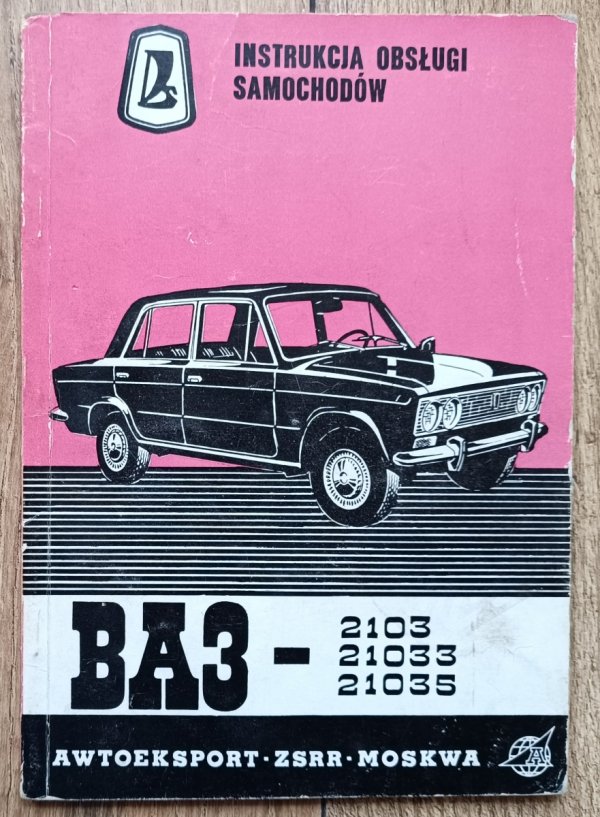 INSTRUKCJA OBSŁUGI
SAMOCHODÓW
ВАЗ - 2103
21033
21035
AWTOEKSPORT·ZSRR·MOSKWA